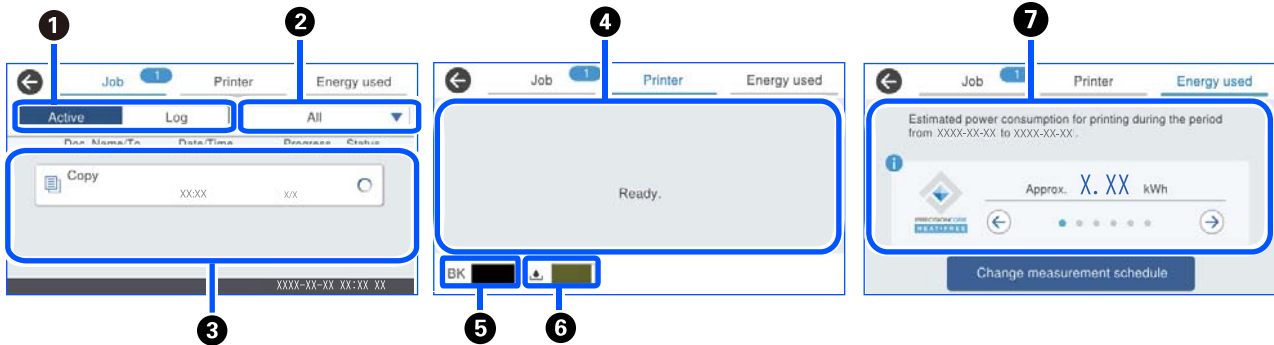 1 2 4 7
Job 1 Printer Energy used
Active Log All
Doc. Name/To Date/Time Progress Status
Copy
XX:XX X/X
XXXX-XX-XX XX:XX XX
3
Job 1 Printer Energy used
Ready.
BK
5 6
Job 1 Printer Energy used
Estimated power consumption for printing during the period
from XXXX-XX-XX to XXXX-XX-XX .
i
Approx. X. XX kWh
PRECISIONCORE
HEAT-FREE
Change measurement schedule